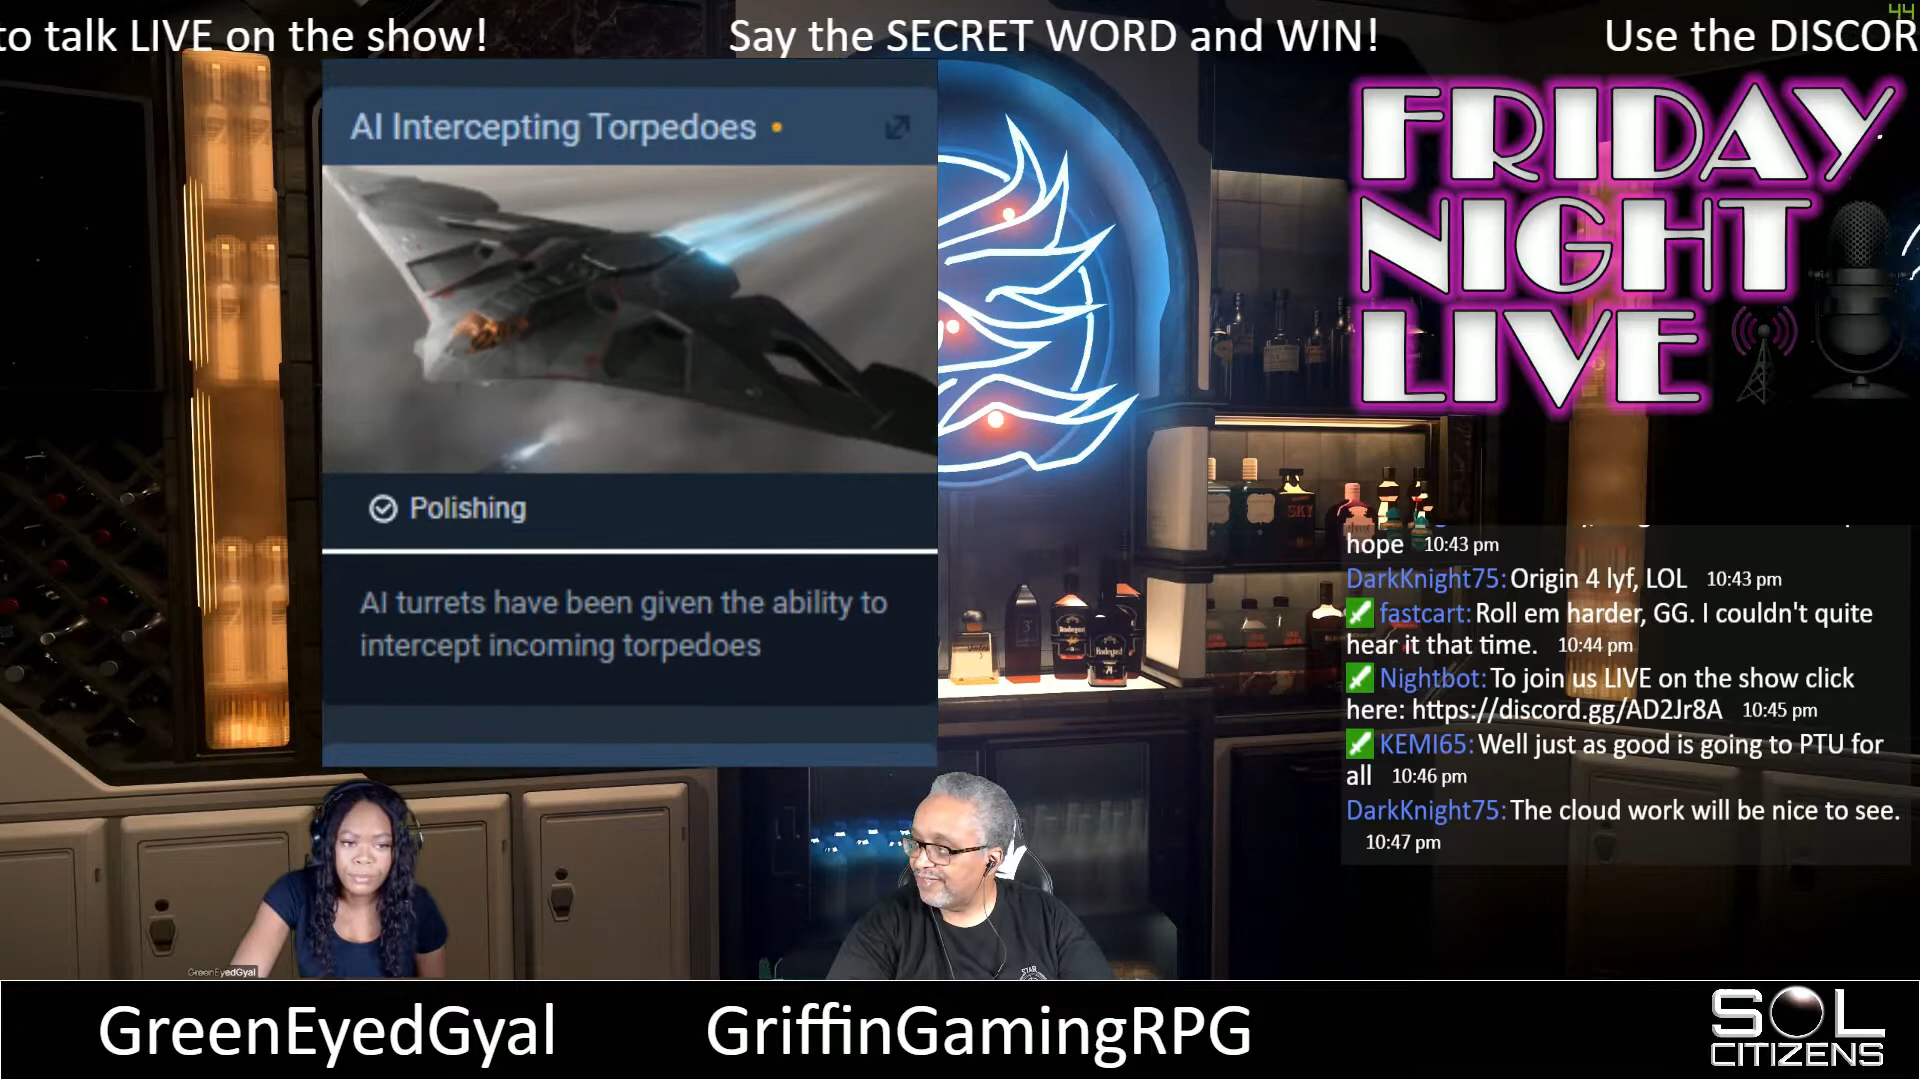 44
to talk LIVE on the show!
Say the SECRET WORD and WIN!
Use the DISCOR
AI Intercepting Torpedoes
Polishing
AI turrets have been given the ability to
intercept incoming torpedoes
FRIDAY
NIGHT
LIVE
hope 10:43 pm
DarkKnight75: Origin 4 lyf, LOL 10:43 pm
fastcart: Roll em harder, GG. I couldn't quite
hear it that time. 10:44 pm
Nightbot: To join us LIVE on the show click
here: https://discord.gg/AD2Jr8A 10:45 pm
KEMI65: Well just as good is going to PTU for
all 10:46 pm
DarkKnight75: The cloud work will be nice to see.
10:47 pm
SKY
GreenEyedGyal
STAR
GreenEyedGyal
GriffinGamingRPG
SOL
CITIZENS